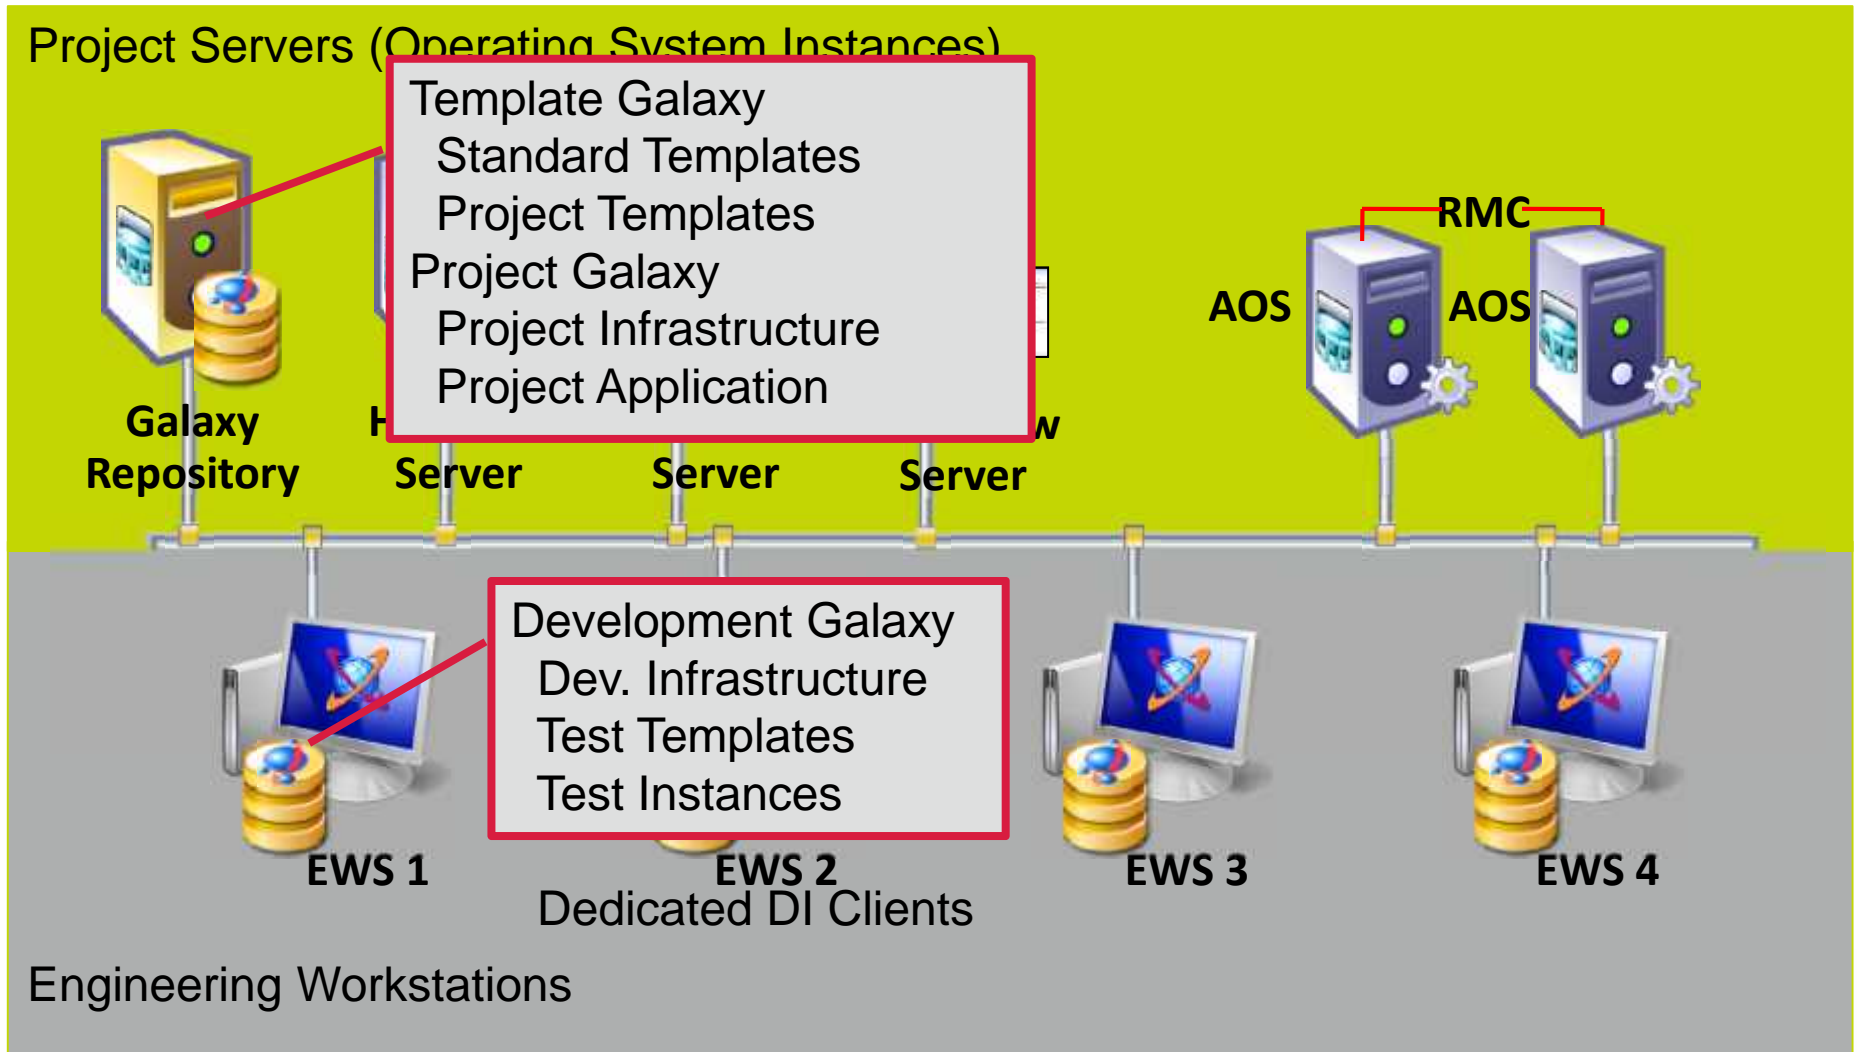 Project Servers (Operating System Instances)
Template Galaxy
Standard Templates
Project Templates
Project Galaxy
Project Infrastructure
Project Application
RMC
AOS
AOS
Galaxy
Repository
Server
Server
Server
Development Galaxy
Dev. Infrastructure
Test Templates
Test Instances
EWS 1
EWS 2
EWS 3
EWS 4
Dedicated DI Clients
Engineering Workstations